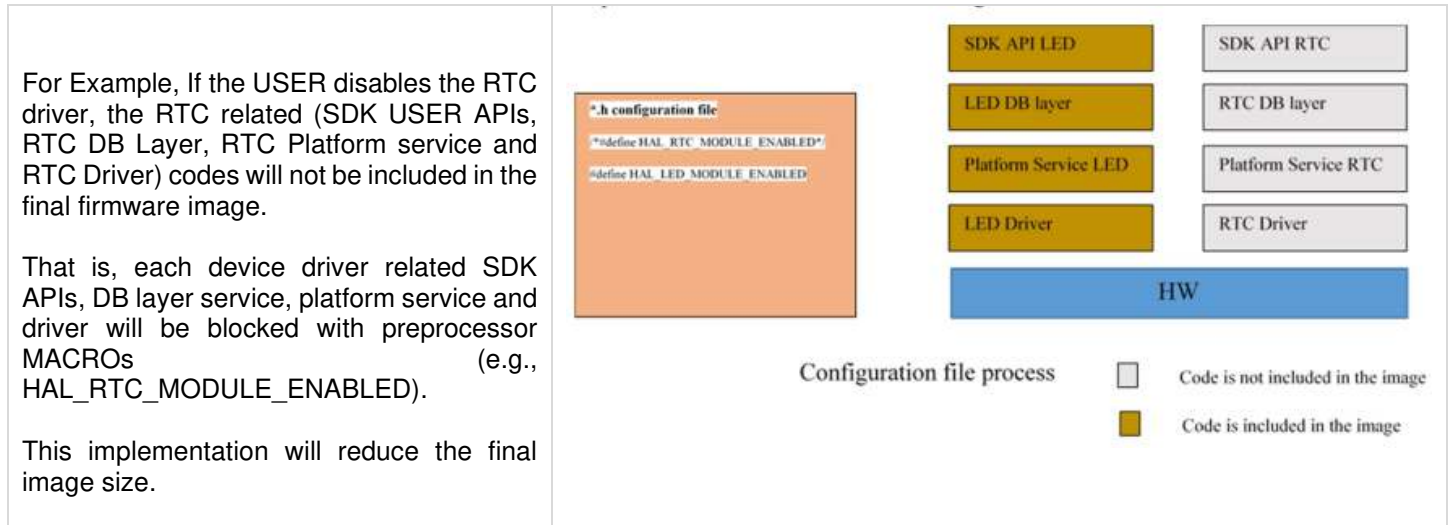 For Example, If the USER disables the RTC
driver, the RTC related (SDK USER APIs,
RTC DB Layer, RTC Platform service and
RTC Driver) codes will not be included in the
final firmware image.
That is, each device driver related SDK
APIs, DB layer service, platform service and
driver will be blocked with preprocessor
MACROs (e.g.,
HAL_RTC_MODULE_ENABLED).
This implementation will reduce the final
image size.
*.h configuration file
/*#define HAL_RTC_MODULE_ENABLED*/
#define HAL_LED_MODULE_ENABLED
SDK API LED
SDK API RTC
LED DB layer
RTC DB layer
Platform Service LED
Platform Service RTC
LED Driver
RTC Driver
HW
Configuration file process
Code is not included in the image
Code is included in the image